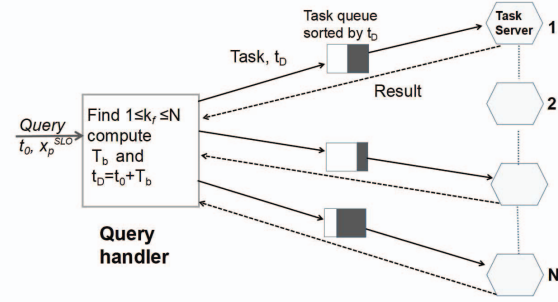 Task queue
sorted by t_D
Task
Server
1
Task, t_D
Result
2
Query
t_0, x_p^SLO
Find 1≤k_f≤N
compute
T_b and
t_D=t_0+T_b
Query
handler
N